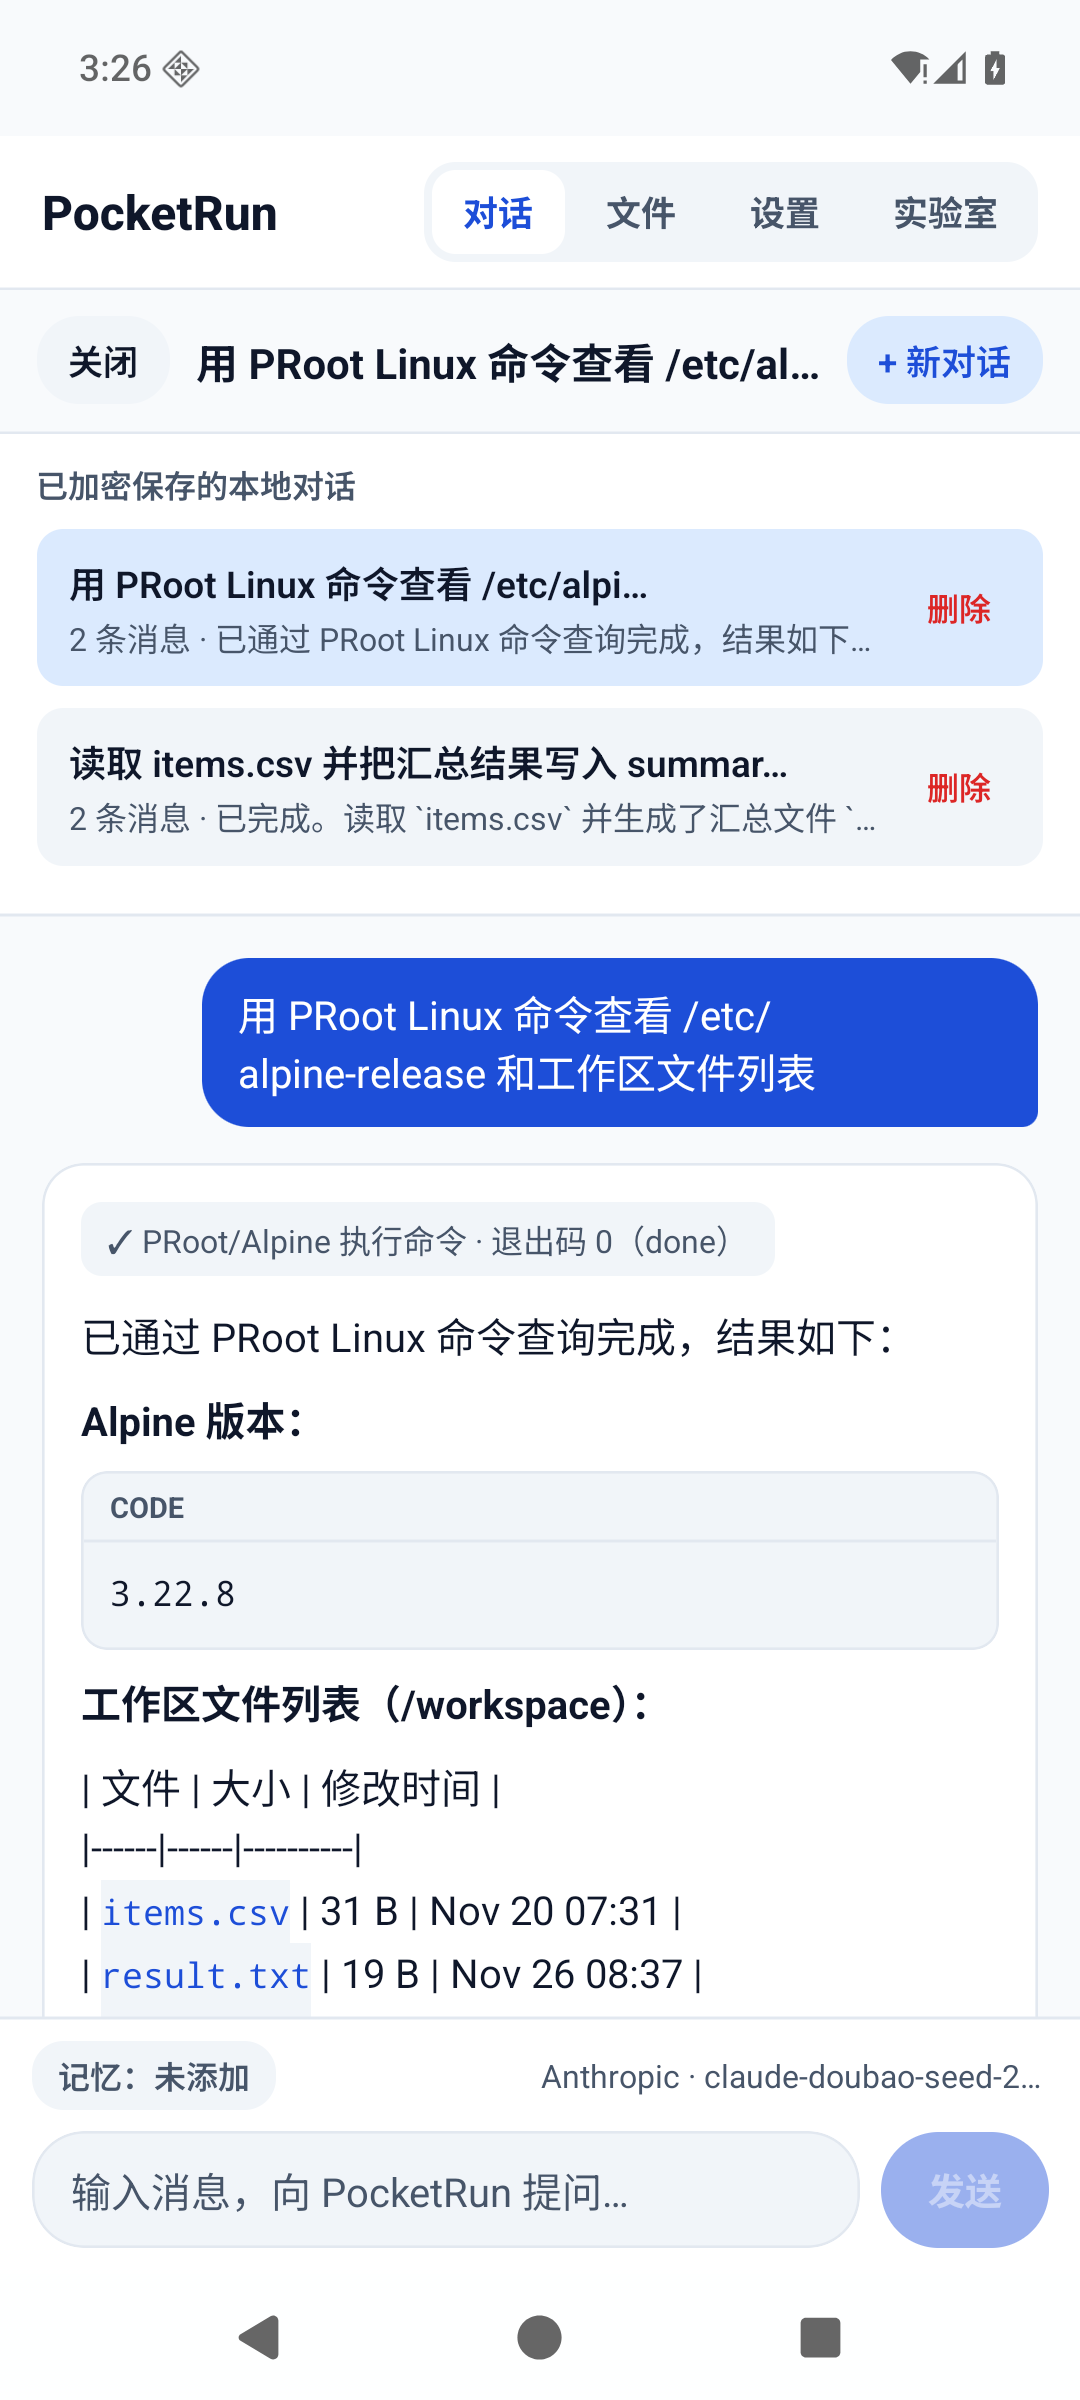 3:26
PocketRun
对话
文件
设置
实验室
关闭
用 PRoot Linux 命令查看 /etc/al...
+ 新对话
已加密保存的本地对话
用 PRoot Linux 命令查看 /etc/alpi...
2 条消息 · 已通过 PRoot Linux 命令查询完成，结果如下...
删除
读取 items.csv 并把汇总结果写入 summar...
2 条消息 · 已完成。读取 `items.csv` 并生成了汇总文件 `...
删除
用 PRoot Linux 命令查看 /etc/
alpine-release 和工作区文件列表
✓ PRoot/Alpine 执行命令 · 退出码 0（done）
已通过 PRoot Linux 命令查询完成，结果如下：
Alpine 版本：
CODE
3.22.8
工作区文件列表（/workspace）：
| 文件 | 大小 | 修改时间 |
|------|------|----------|
| items.csv | 31 B | Nov 20 07:31 |
| result.txt | 19 B | Nov 26 08:37 |
记忆：未添加
Anthropic · claude-doubao-seed-2...
输入消息，向 PocketRun 提问...
发送